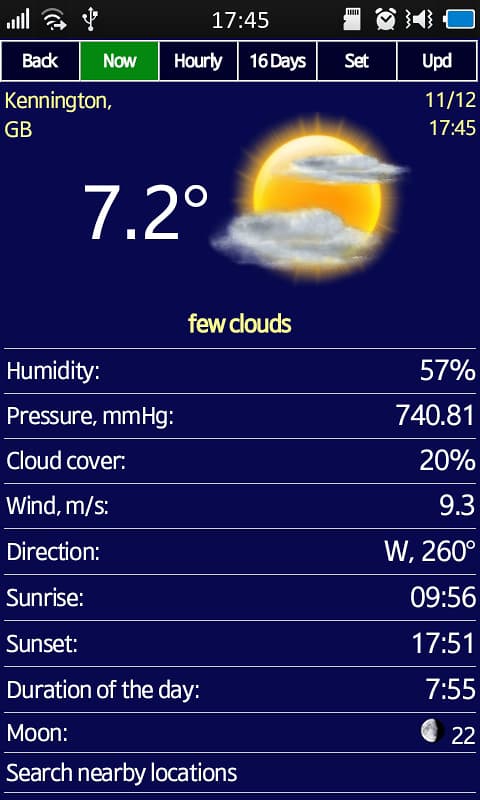 17:45
Back Now Hourly 16 Days Set Upd
Kennington, 11/12
GB 17:45
7.2°
few clouds
Humidity: 57%
Pressure, mmHg: 740.81
Cloud cover: 20%
Wind, m/s: 9.3
Direction: W, 260°
Sunrise: 09:56
Sunset: 17:51
Duration of the day: 7:55
Moon: 22
Search nearby locations